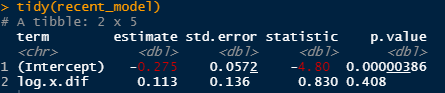 > tidy(recent_model)
# A tibble: 2 x 5
term estimate std.error statistic p.value
<chr> <dbl> <dbl> <dbl> <dbl>
1 (Intercept) -0.275 0.0572 -4.80 0.00000386
2 log.x.dif 0.113 0.136 0.830 0.408